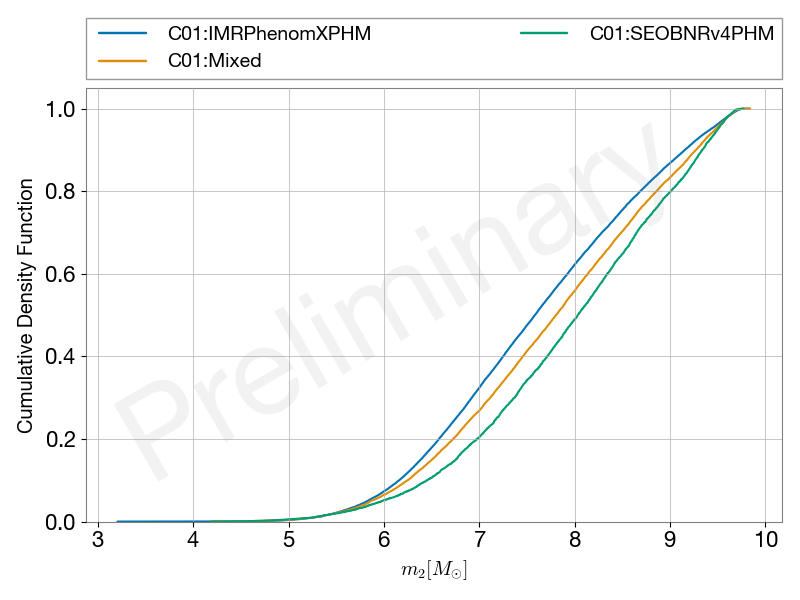 C01:IMRPhenomXPHM
C01:Mixed
C01:SEOBNRv4PHM
Preliminary
Cumulative Density Function
1.0
0.8
0.6
0.4
0.2
0.0
3 4 5 6 7 8 9 10
m₂[M⊙]